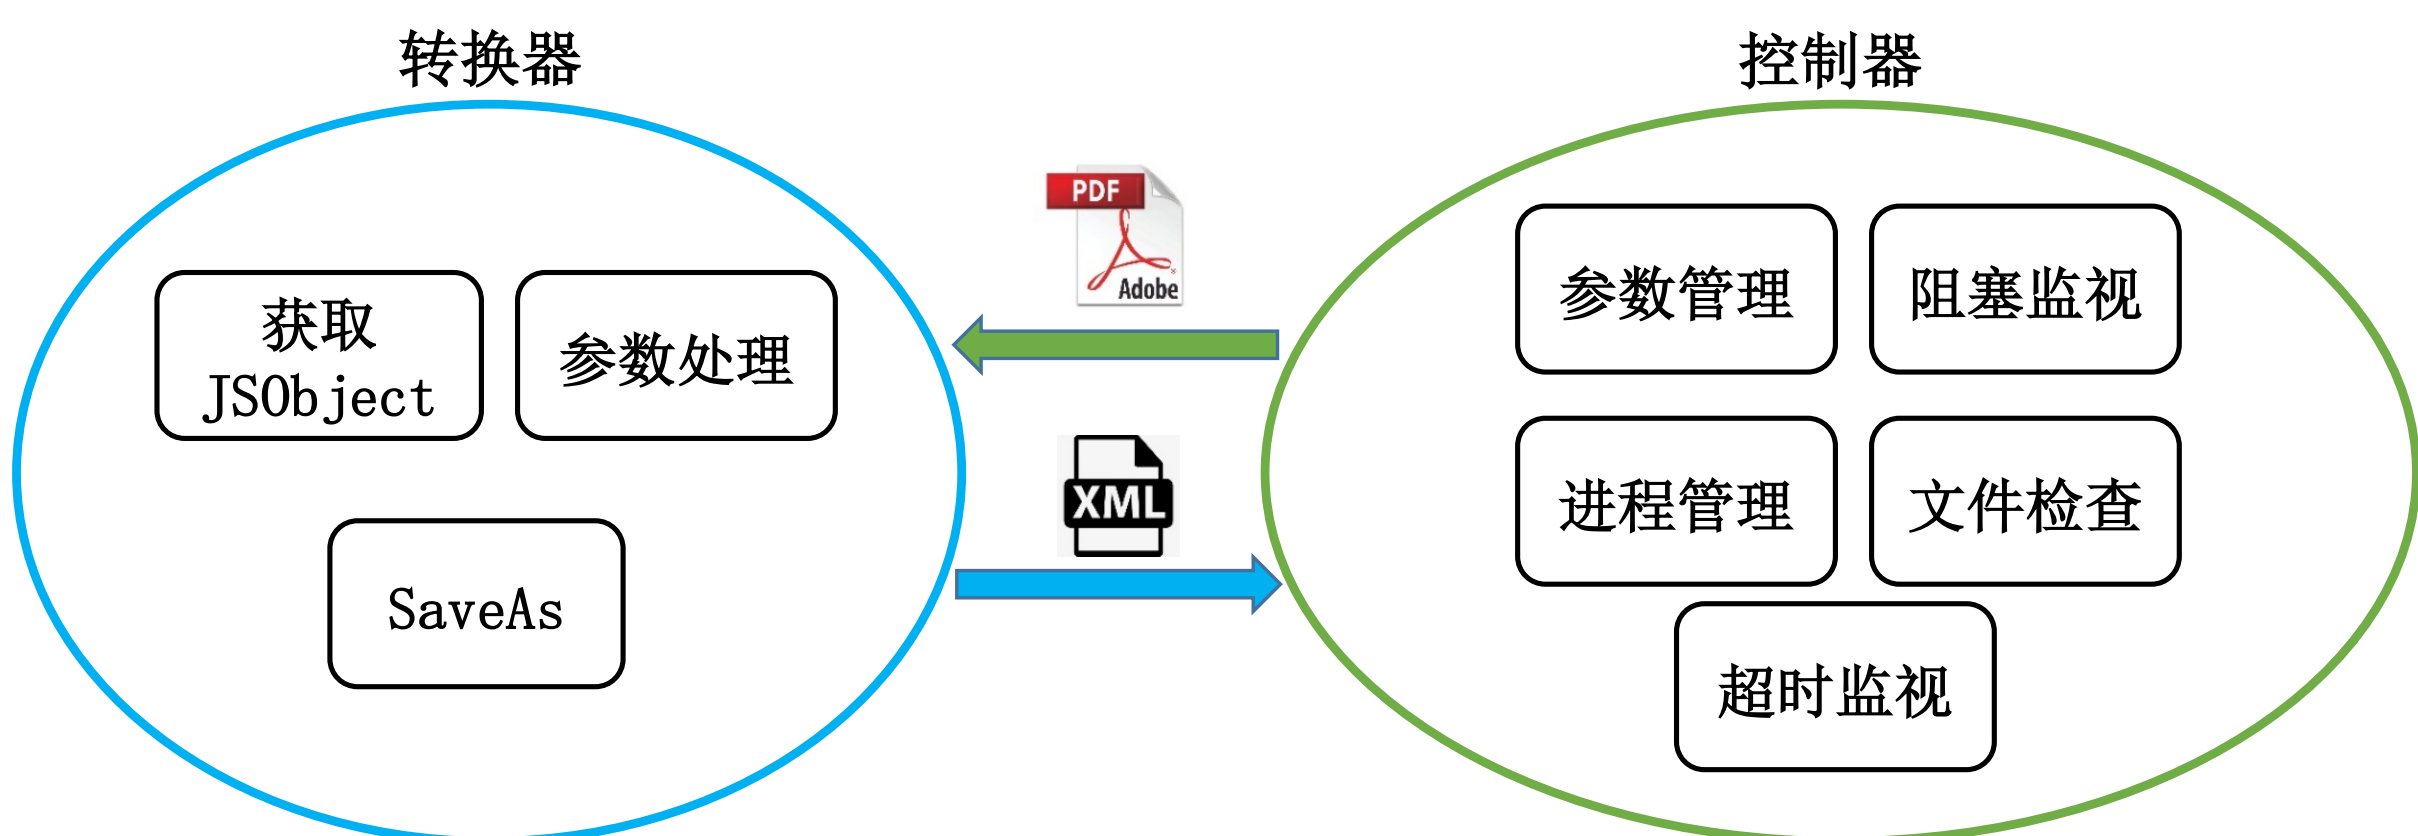 转换器
控制器
PDF
Adobe
获取
JSObject
参数处理
SaveAs
XML
参数管理
阻塞监视
进程管理
文件检查
超时监视